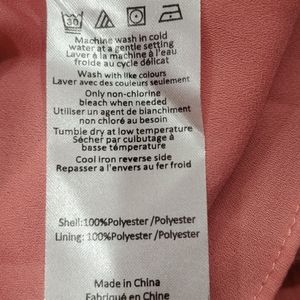 30
Machine wash in cold
water at a gentle setting
Laver à la machine à l'eau
froide au cycle délicat
Wash with like colours
Laver avec des couleurs seulement
Only non-chlorine
bleach when needed
Utiliser un agent de blanchiment
non chloré au besoin
Tumble dry at low temperature
Sécher par culbutage à
basse température
Cool iron reverse side
Repasser a l'envers au fer froid
Shell:100%Polyester /Polyester
Lining: 100%Polyester /Polyester
Made in China
Fabriqué en Chine